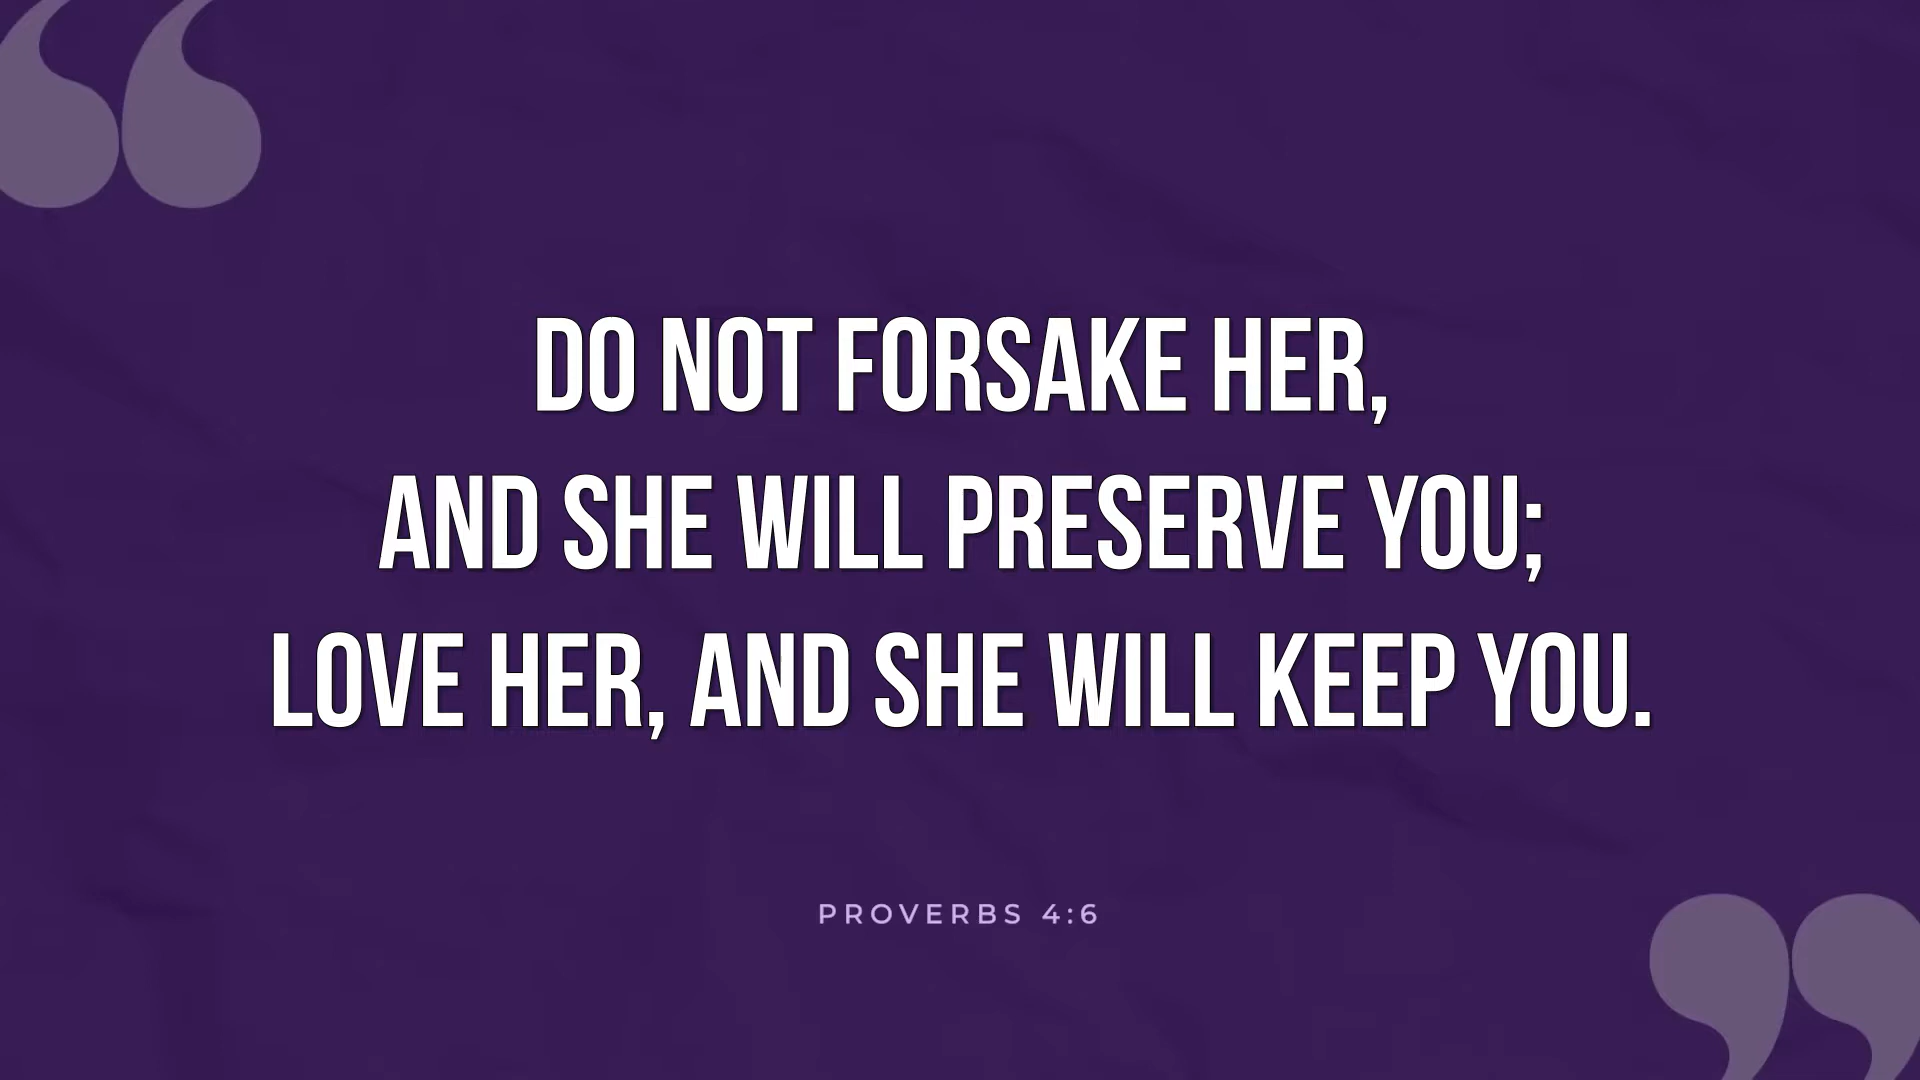 DO NOT FORSAKE HER,
AND SHE WILL PRESERVE YOU;
LOVE HER, AND SHE WILL KEEP YOU.
PROVERBS 4:6